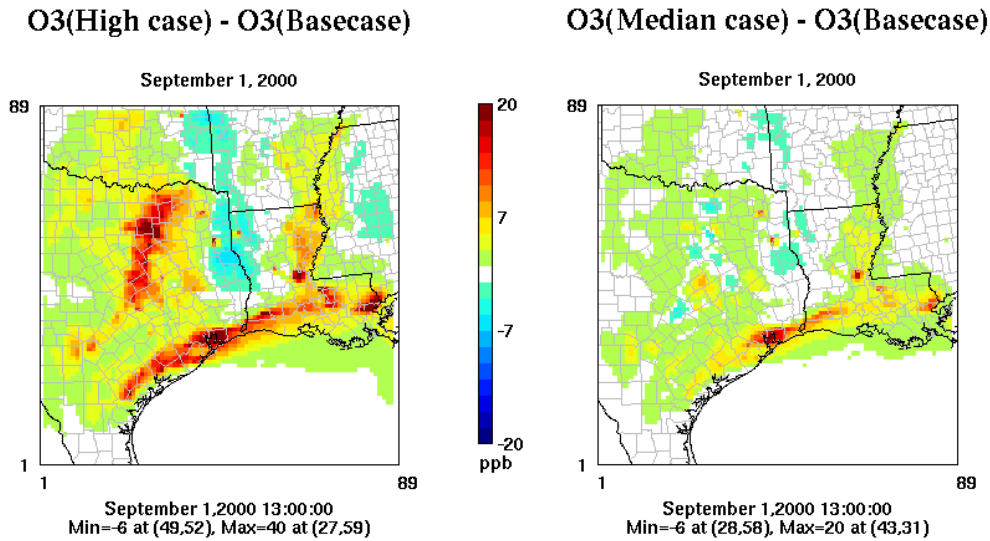 O3(High case) - O3(Basecase)
September 1, 2000
89
1
1
89
September 1,2000 13:00:00
Min=-6 at (49,52), Max=40 at (27,59)
20
7
-7
-20
ppb
O3(Median case) - O3(Basecase)
September 1, 2000
89
1
1
89
September 1,2000 13:00:00
Min=-6 at (28,58), Max=20 at (43,31)